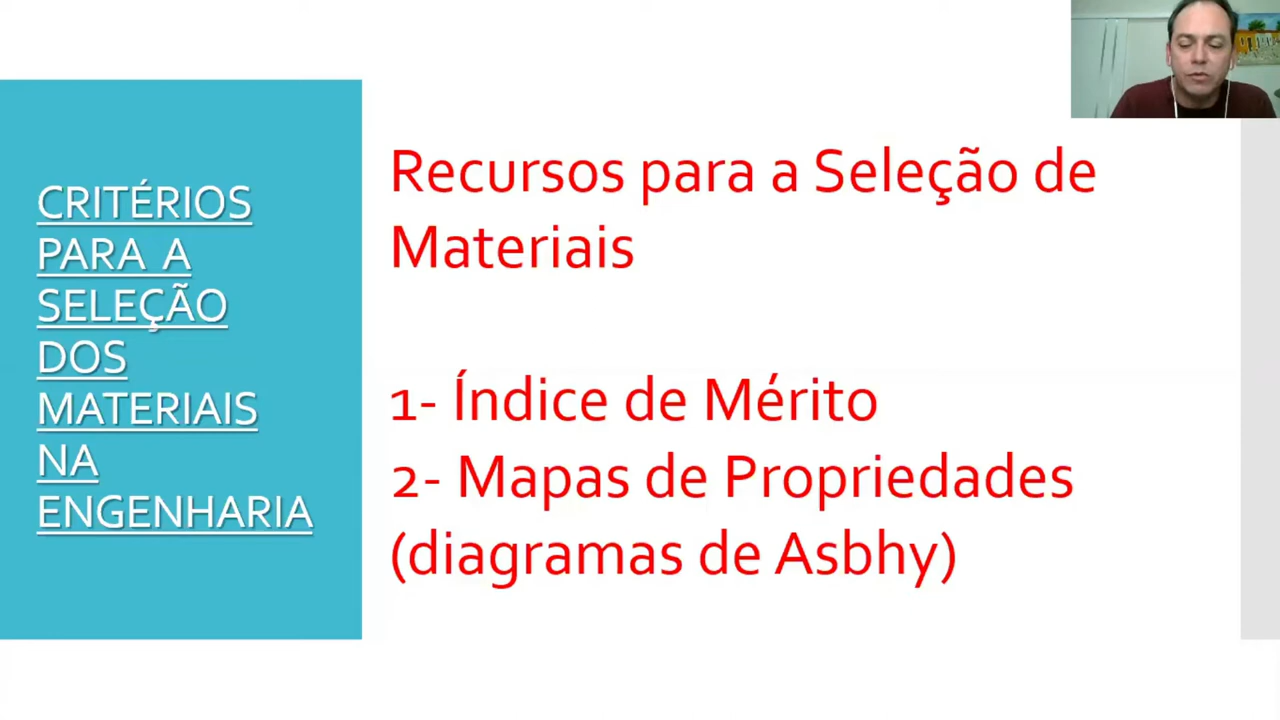 CRITÉRIOS
PARA A
SELEÇÃO
DOS
MATERIAIS
NA
ENGENHARIA
Recursos para a Seleção de
Materiais
1- Índice de Mérito
2- Mapas de Propriedades
(diagramas de Asbhy)